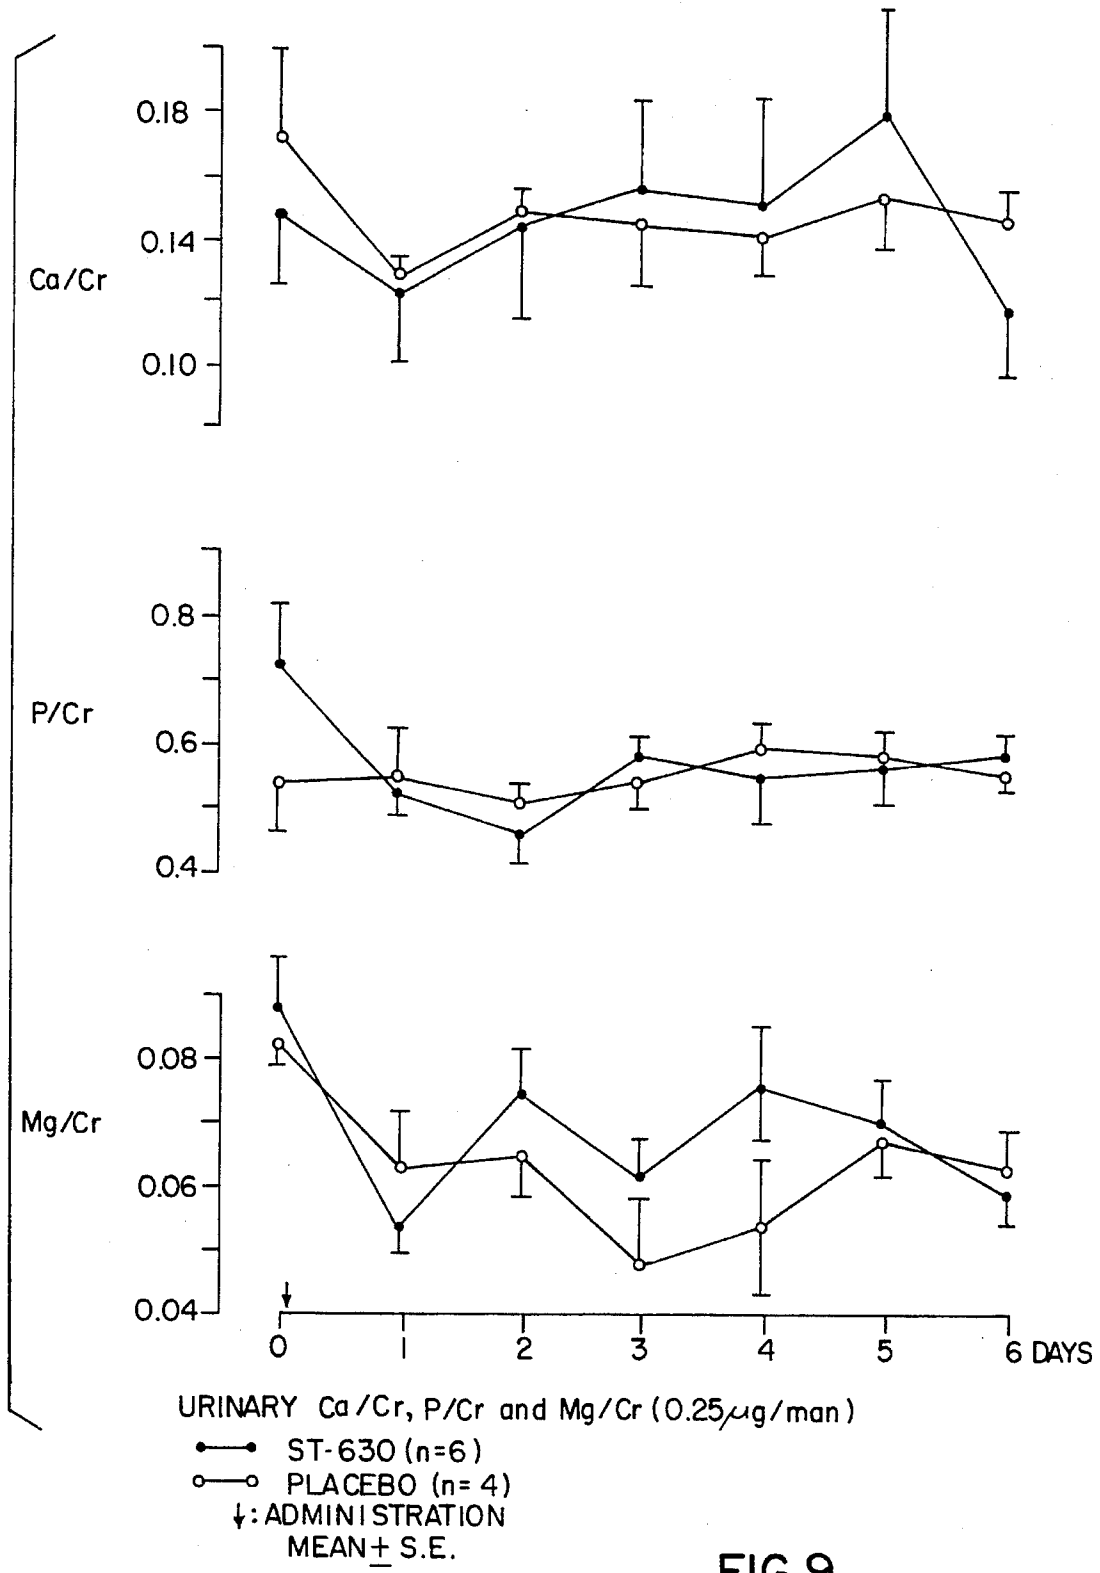 0.18
0.14
Ca/Cr
0.10
0.8
P/Cr
0.6
0.4
0.08
Mg/Cr
0.06
0.04
0 1 2 3 4 5 6 DAYS
URINARY Ca/Cr, P/Cr and Mg/Cr (0.25μg/man)
ST-630 (n=6)
PLACEBO (n=4)
↓: ADMINISTRATION
MEAN ± S.E.
FIG.9